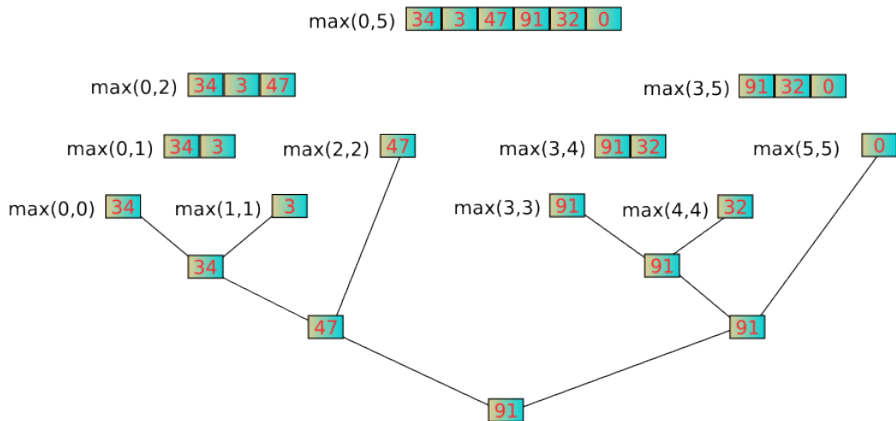 max(0,5) 34 3 47 91 32 0
max(0,2) 34 3 47 max(3,5) 91 32 0
max(0,1) 34 3 max(2,2) 47 max(3,4) 91 32 max(5,5) 0
max(0,0) 34 max(1,1) 3 max(3,3) 91 max(4,4) 32
34 91
47 91
91